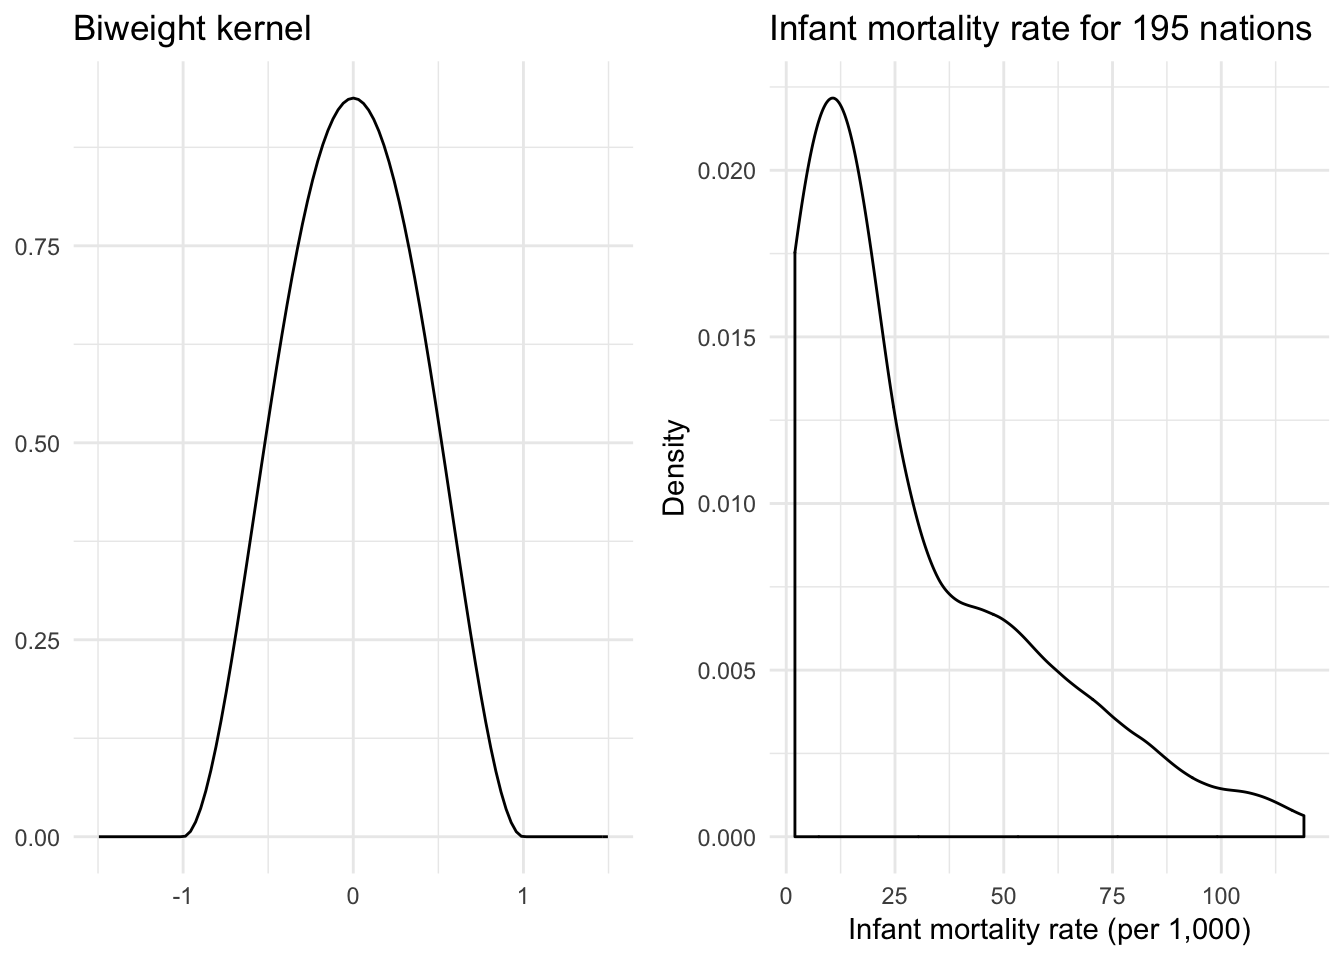 Biweight kernel
0.75
0.50
0.25
0.00
-1 0 1
Infant mortality rate for 195 nations
Density
0.020
0.015
0.010
0.005
0.000
0 25 50 75 100
Infant mortality rate (per 1,000)